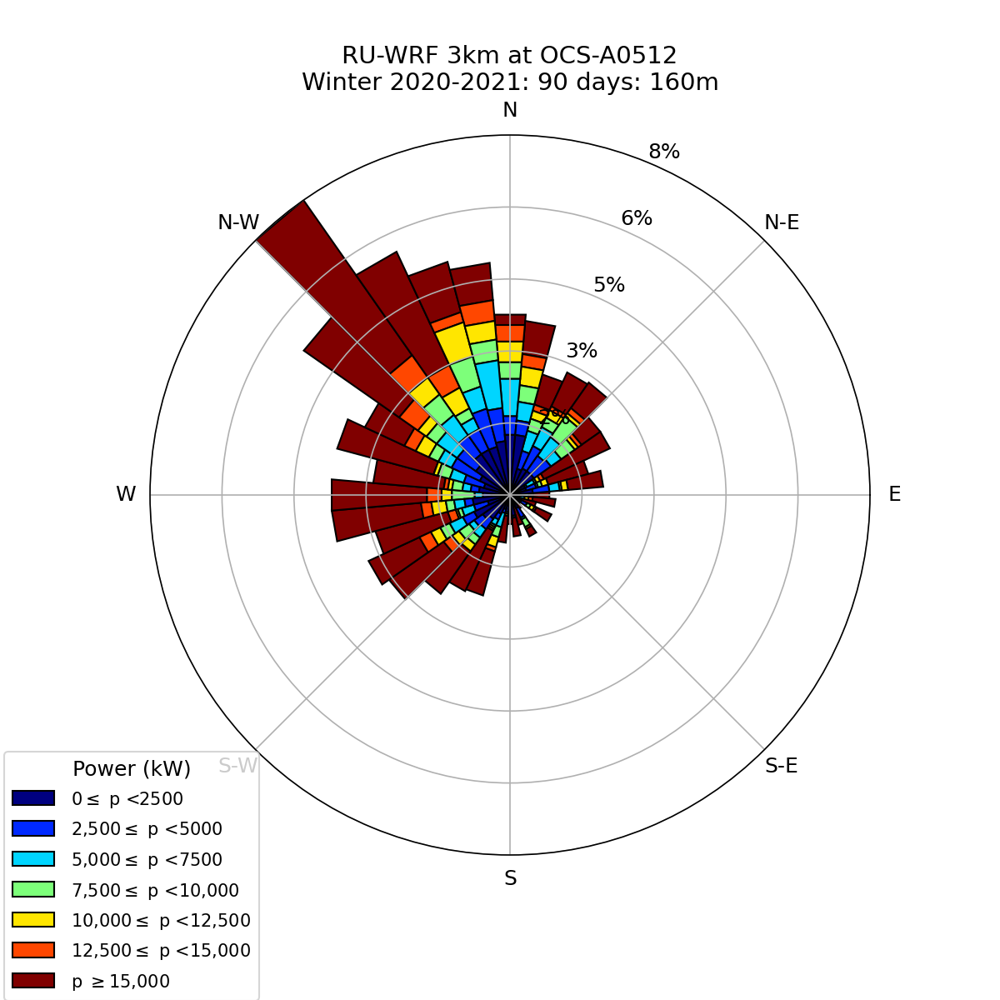 RU-WRF 3km at OCS-A0512
Winter 2020-2021: 90 days: 160m
N
8%
N-W
6%
N-E
5%
3%
2%
W
E
S-W
S-E
S
Power (kW)
0≤ p <2500
2,500≤ p <5000
5,000≤ p <7500
7,500≤ p <10,000
10,000≤ p <12,500
12,500≤ p <15,000
p ≥15,000